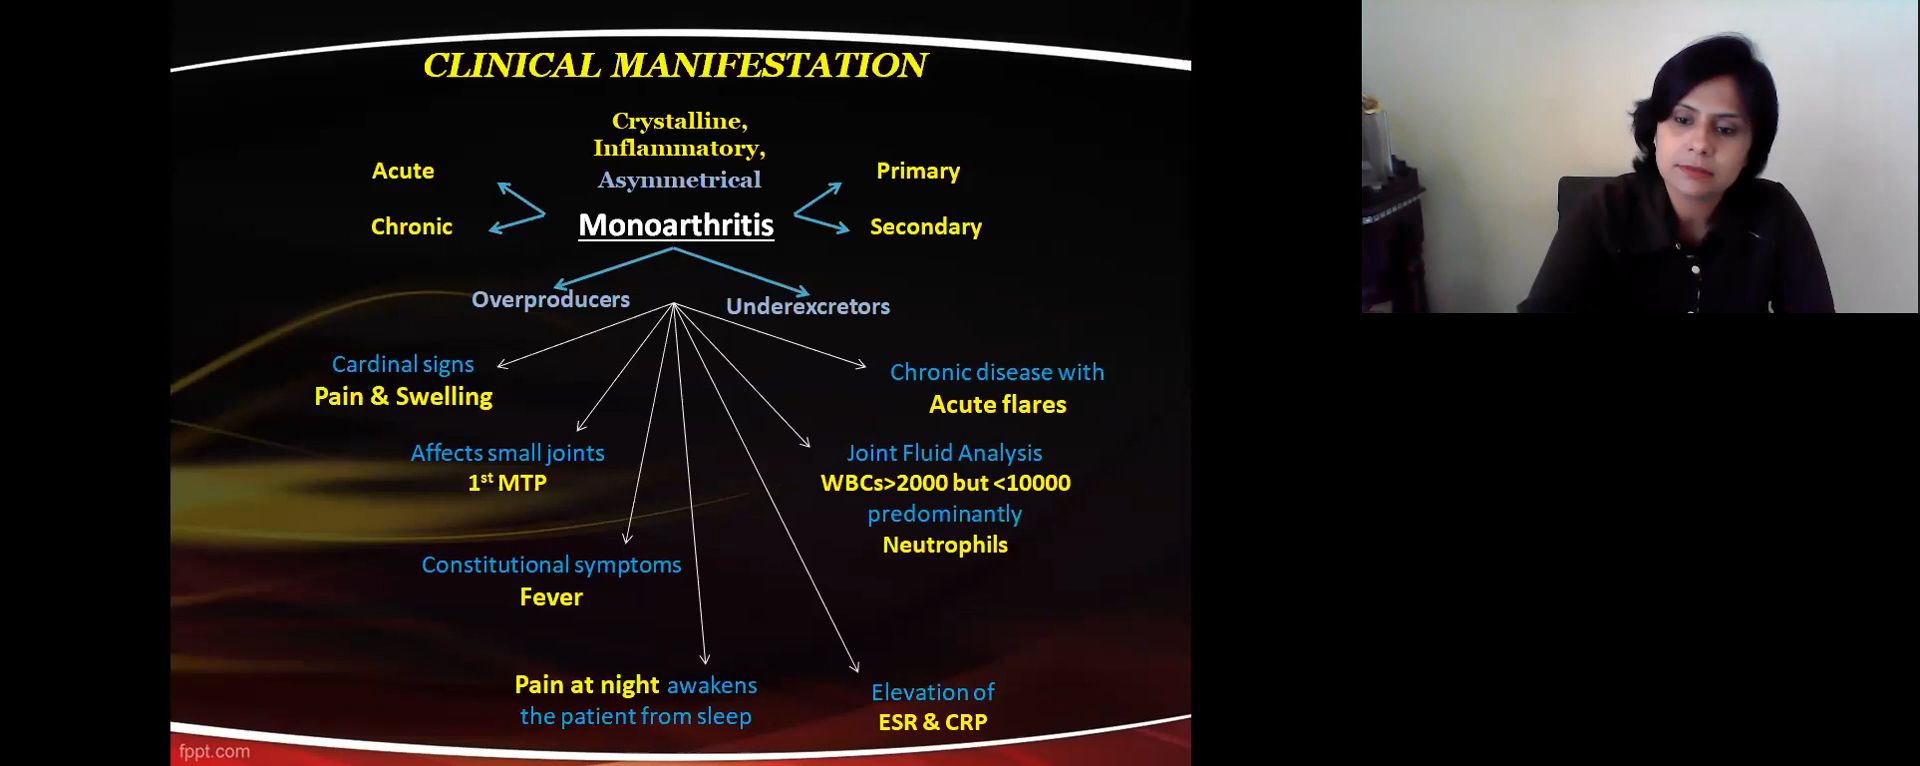 CLINICAL MANIFESTATION
Crystalline,
Inflammatory,
Asymmetrical
Monoarthritis
Acute
Chronic
Primary
Secondary
Overproducers
Underexcretors
Cardinal signs
Pain & Swelling
Affects small joints
1st MTP
Constitutional symptoms
Fever
Pain at night awakens
the patient from sleep
Elevation of
ESR & CRP
Joint Fluid Analysis
WBCs>2000 but <10000
predominantly
Neutrophils
Chronic disease with
Acute flares
fppt.com